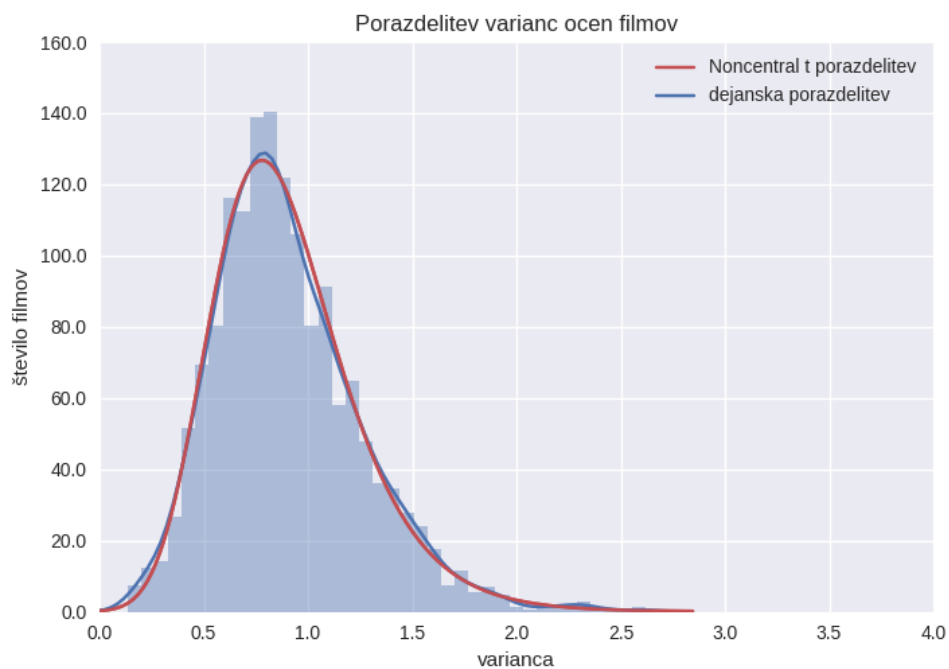 Porazdelitev varianc ocen filmov
160.0
140.0
120.0
100.0
80.0
60.0
40.0
20.0
0.0
število filmov
Noncentral t porazdelitev
dejanska porazdelitev
0.0 0.5 1.0 1.5 2.0 2.5 3.0 3.5 4.0
varianca